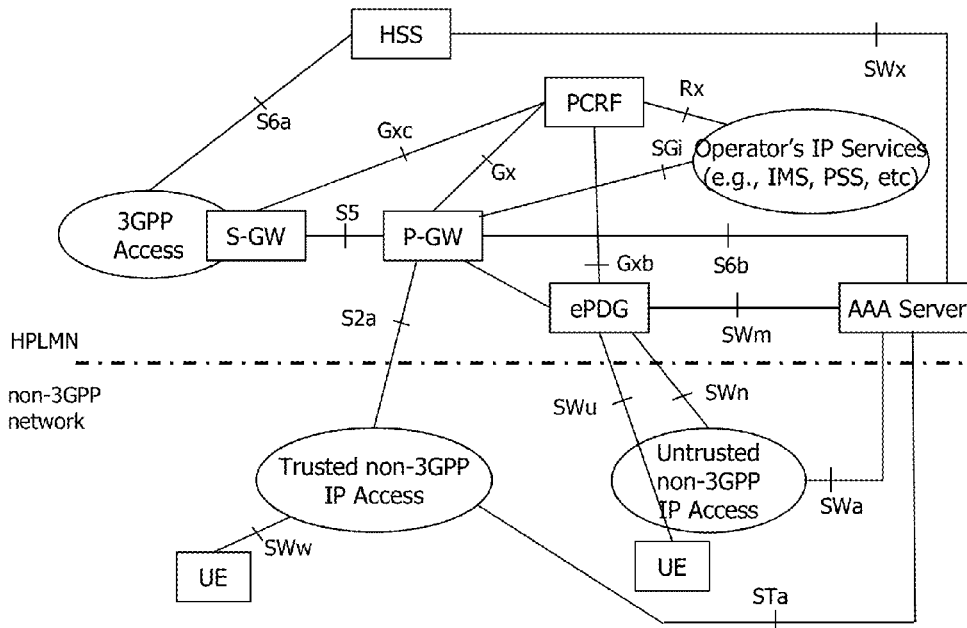 HSS
SWx
PCRF
Rx
S6a
Gxc
Gx
SGi
Operator's IP Services
(e.g., IMS, PSS, etc)
3GPP
Access
S-GW
S5
P-GW
Gxb
S6b
S2a
ePDG
SWm
AAA Server
HPLMN
non-3GPP
network
SWu
SWn
Trusted non-3GPP
IP Access
Untrusted
non-3GPP
IP Access
SWa
SWw
UE
UE
STa